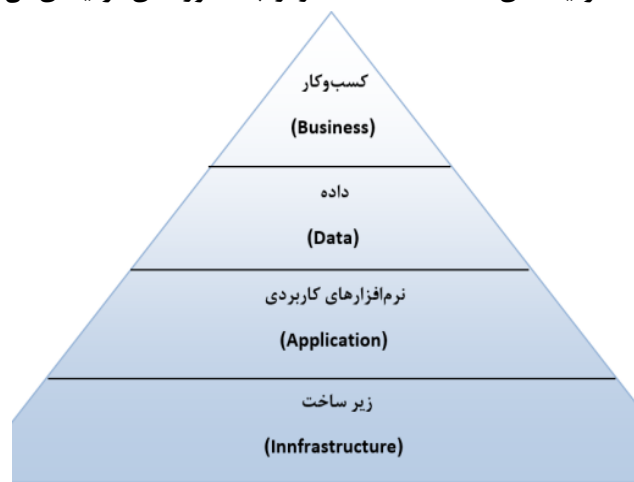 کسب‌وکار
(Business)
داده
(Data)
نرم‌افزارهای کاربردی
(Application)
زیر ساخت
(Innfrastructure)